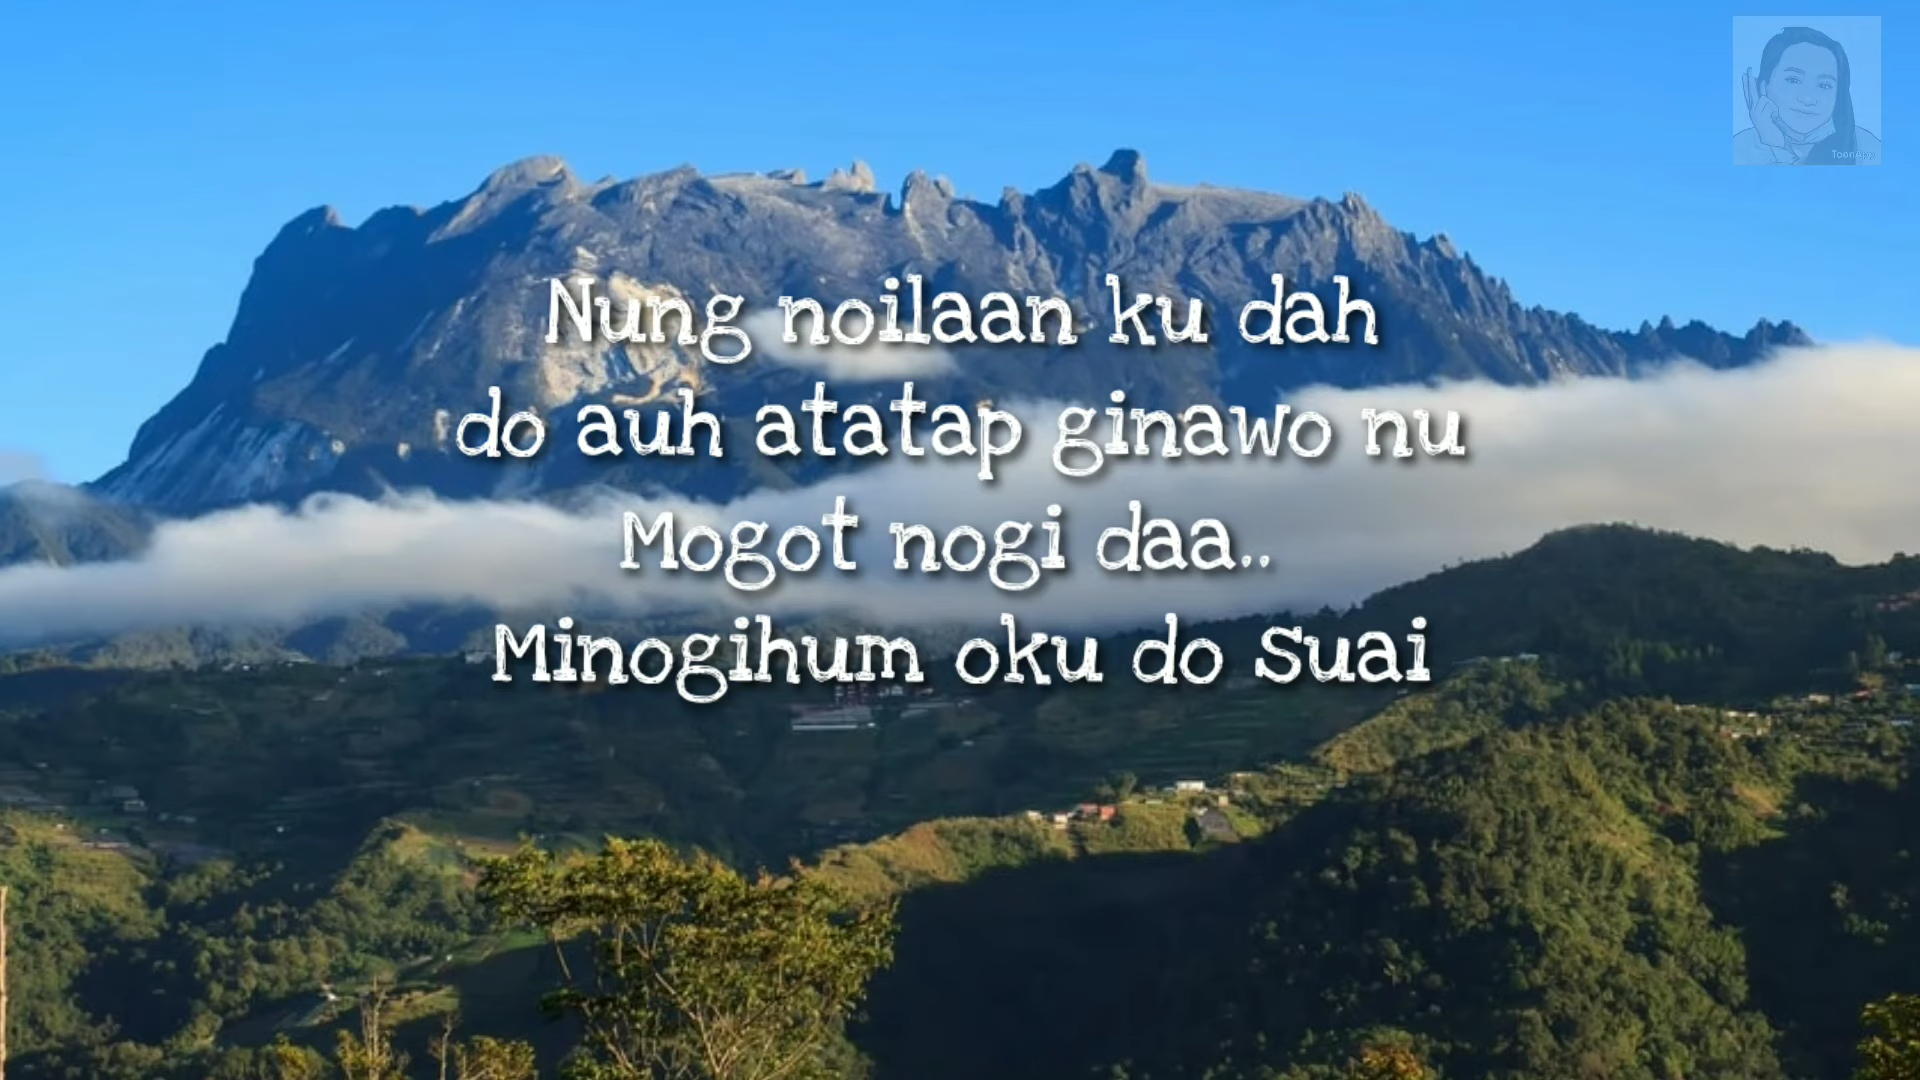 Nung noilaan ku dah
do auh atatap ginawo nu
Mogot nogi daa..
Minogihum oku do suai